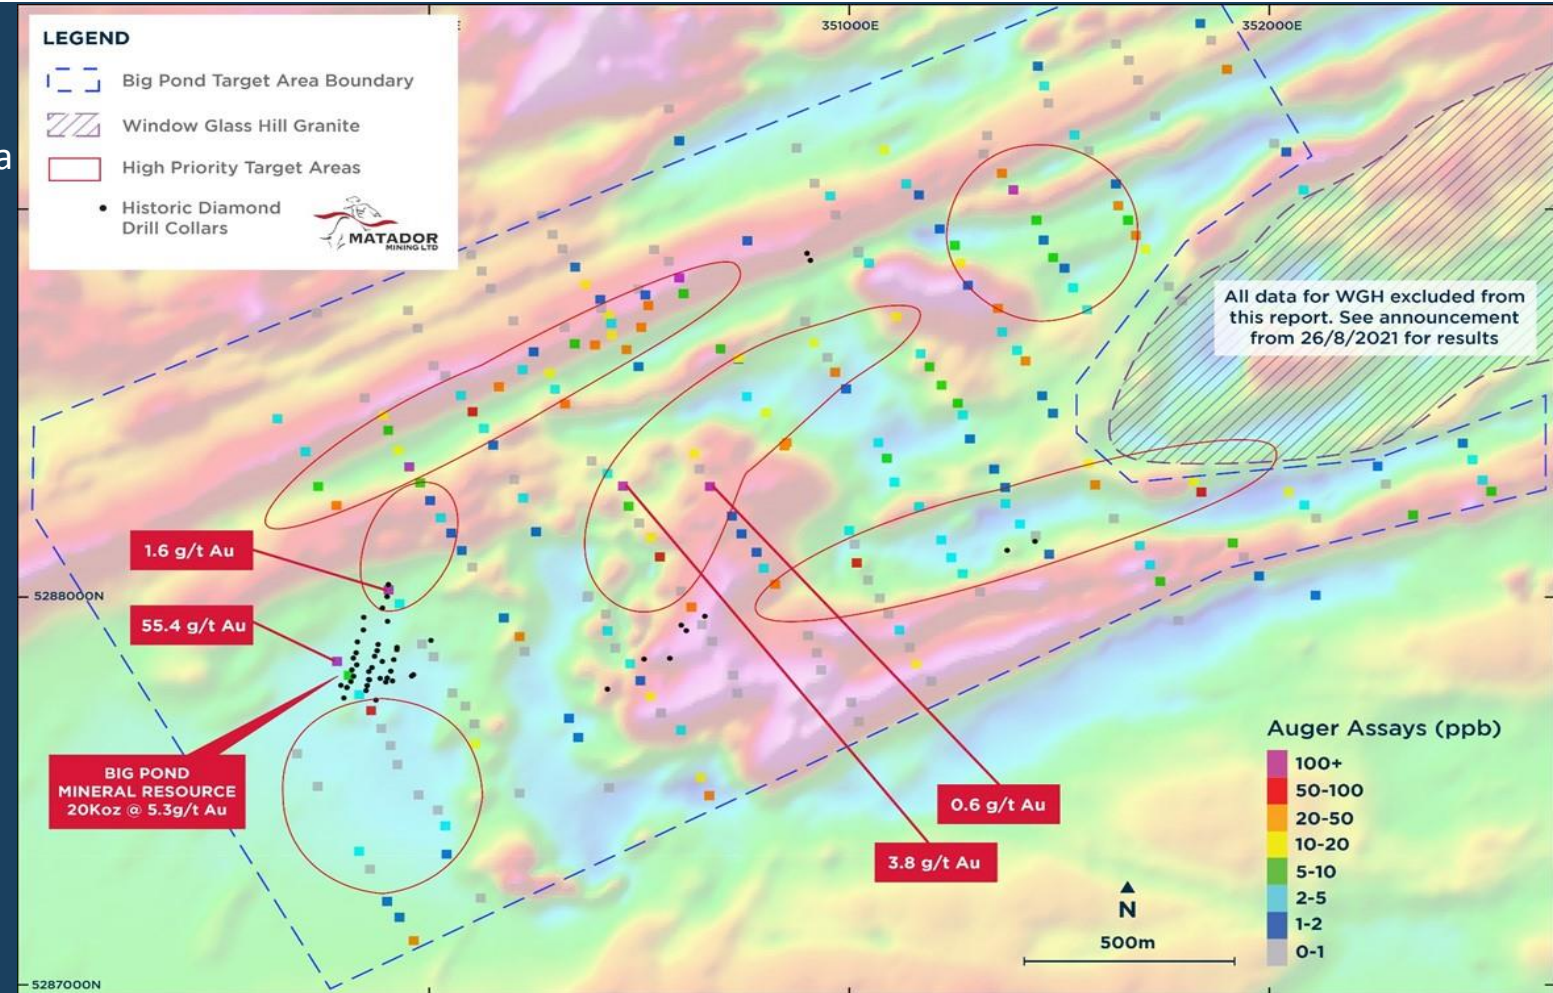 a
LEGEND
Big Pond Target Area Boundary
Window Glass Hill Granite
High Priority Target Areas
Historic Diamond
Drill Collars
MATADOR
MINING LTD
E
351000E
352000E
All data for WGH excluded from
this report. See announcement
from 26/8/2021 for results
1.6 g/t Au
5288000N
55.4 g/t Au
BIG POND
MINERAL RESOURCE
20Koz @ 5.3g/t Au
0.6 g/t Au
3.8 g/t Au
N
500m
Auger Assays (ppb)
100+
50-100
20-50
10-20
5-10
2-5
1-2
0-1
5287000N